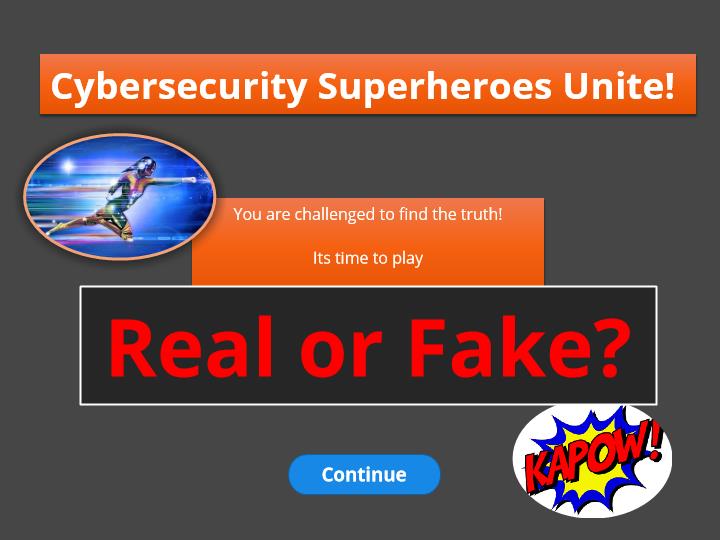 Cybersecurity Superheroes Unite!
You are challenged to find the truth!
Its time to play
Real or Fake?
KAPOW!
Continue